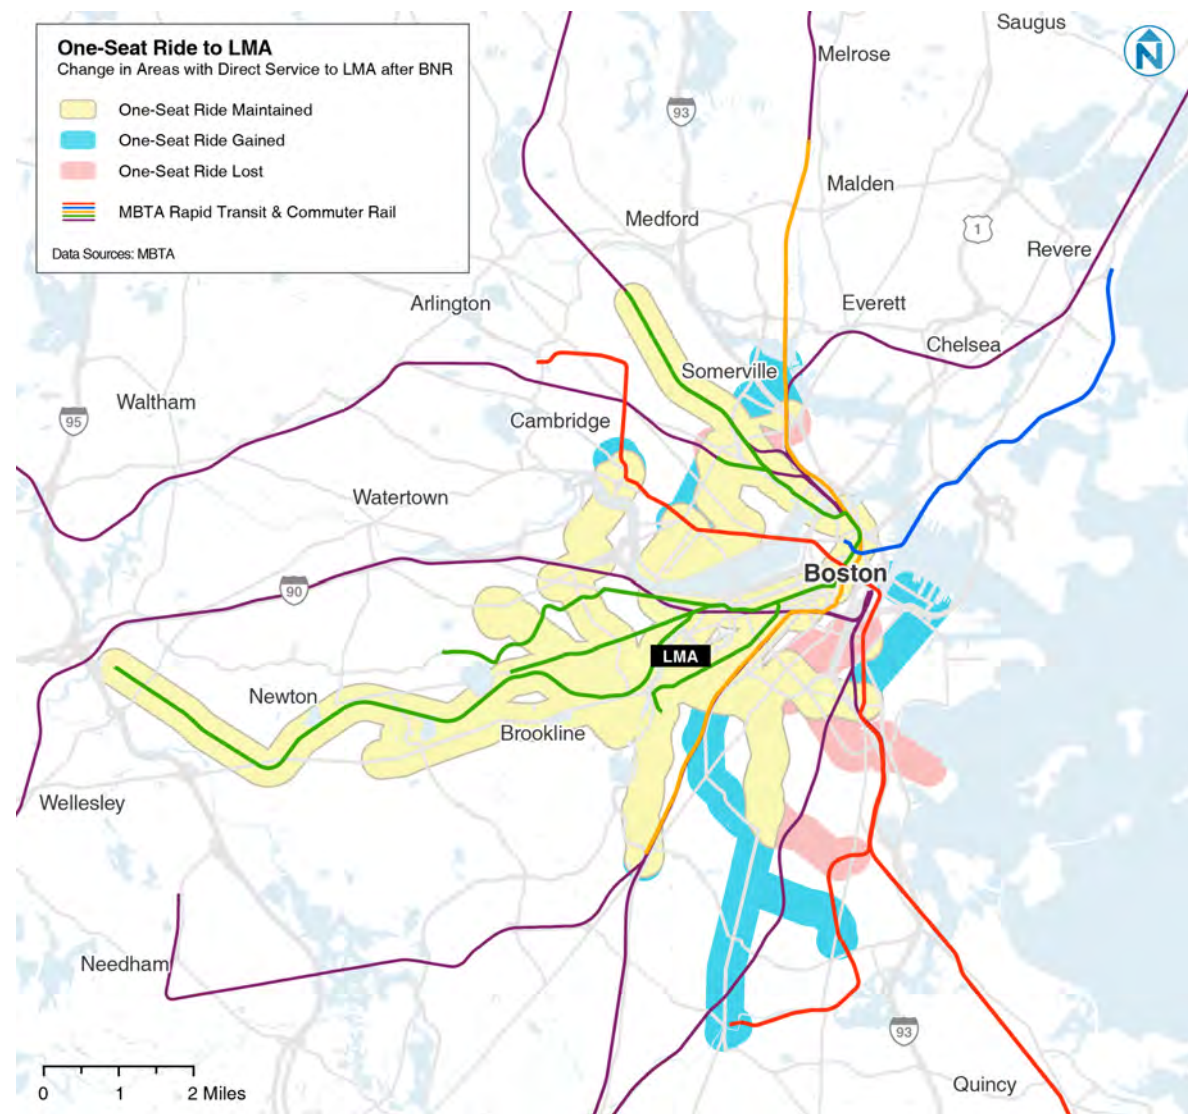 One-Seat Ride to LMA
Change in Areas with Direct Service to LMA after BNR
One-Seat Ride Maintained
One-Seat Ride Gained
One-Seat Ride Lost
MBTA Rapid Transit & Commuter Rail
Data Sources: MBTA
Saugus
N
Melrose
93
Malden
Medford
1
Revere
Arlington
Everett
Chelsea
Somerville
Waltham
95
Cambridge
Watertown
Boston
90
LMA
Newton
Brookline
Wellesley
Needham
93
Quincy
0 1 2 Miles